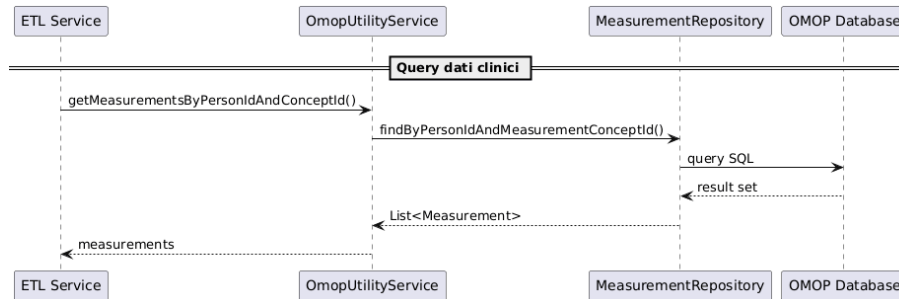 ETL Service
OmopUtilityService
MeasurementRepository
OMOP Database
Query dati clinici
getMeasurementsByPersonIdAndConceptId()
findByPersonIdAndMeasurementConceptId()
query SQL
result set
List<Measurement>
measurements
ETL Service
OmopUtilityService
MeasurementRepository
OMOP Database